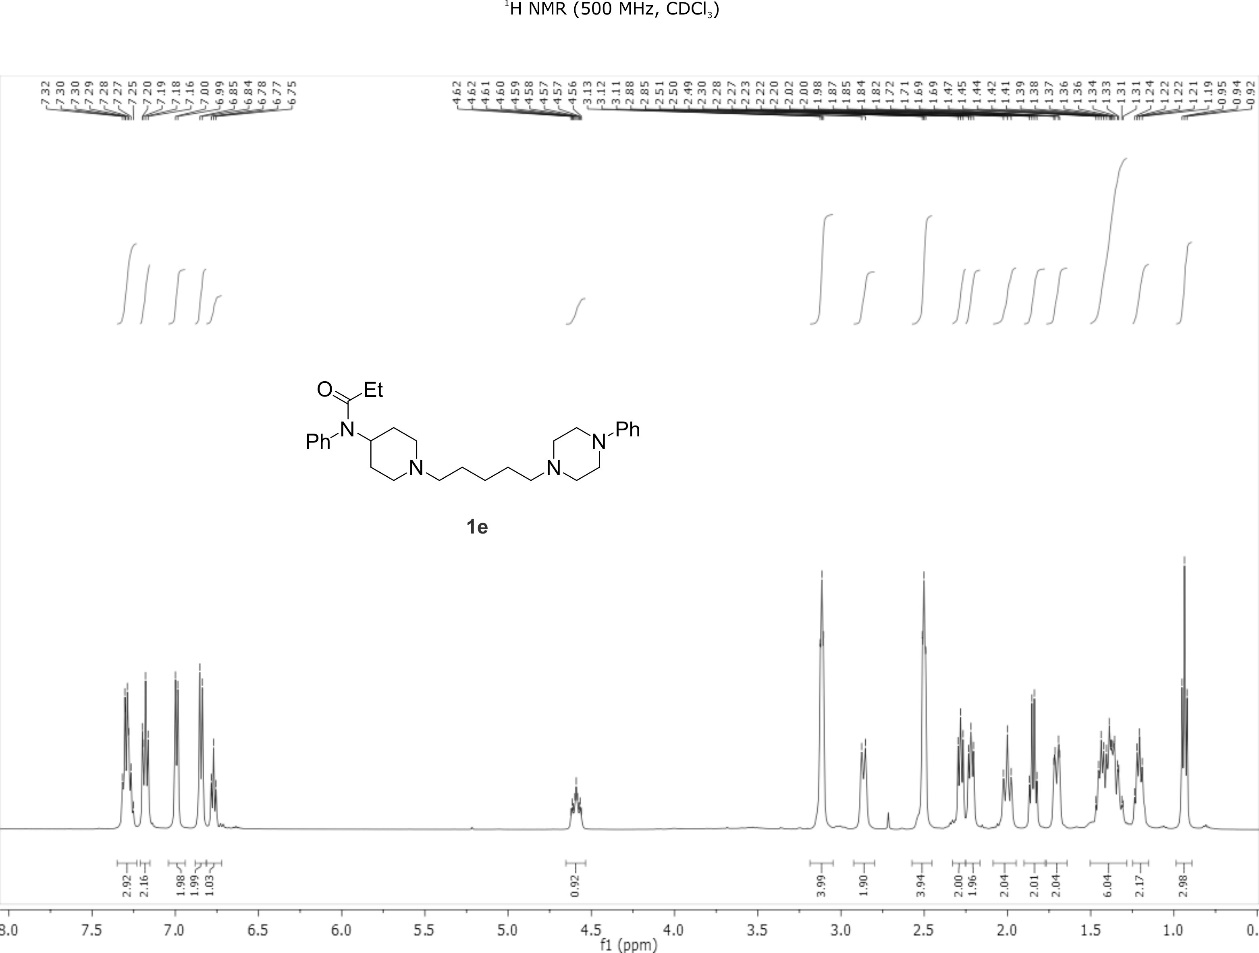 ¹H NMR (500 MHz, CDCl₃)
7.32 7.30 7.30 7.29 7.28 7.27 7.25 7.20 7.19 7.18 7.16 7.00 6.99 6.85 6.84 6.78 6.77 6.75 4.62 4.62 4.61 4.60 4.59 4.58 4.57 4.57 4.56 3.13 3.12 3.11 2.88 2.85 2.51 2.50 2.49 2.30 2.28 2.27 2.23 2.22 2.20 2.02 2.00 1.98 1.87 1.85 1.84 1.82 1.72 1.71 1.69 1.69 1.47 1.45 1.44 1.42 1.41 1.39 1.38 1.37 1.36 1.36 1.34 1.33 1.31 1.31 1.24 1.22 1.22 1.21 1.19 0.95 0.94 0.92
O Et
N
Ph
N
N
N
Ph
1e
2.92 2.16 1.98 1.99 1.03 0.92 3.99 1.90 3.94 2.00 1.96 2.04 2.01 2.04 6.04 2.17 2.98
8.0 7.5 7.0 6.5 6.0 5.5 5.0 4.5 4.0 3.5 3.0 2.5 2.0 1.5 1.0 0.
f1 (ppm)